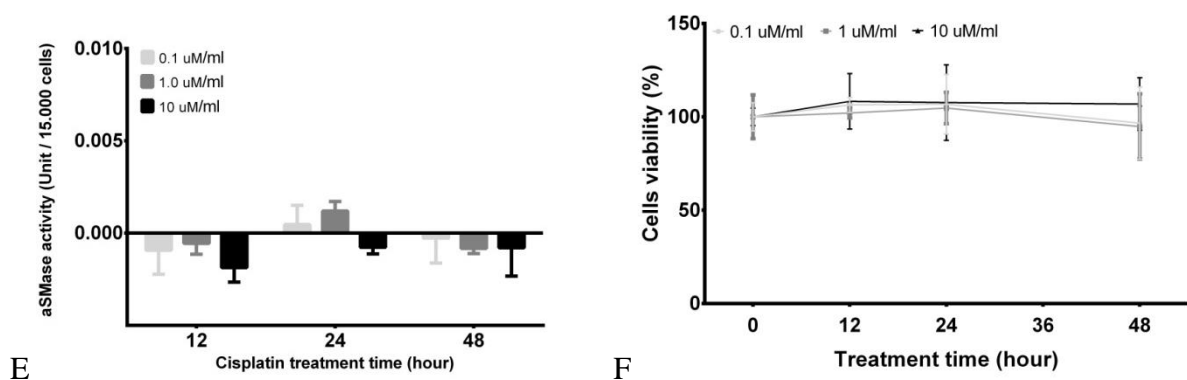 aSMase activity (Unit / 15.000 cells)
0.010
0.005
0.000
0.1 uM/ml
1.0 uM/ml
10 uM/ml
12
24
48
Cisplatin treatment time (hour)
E
Cells viability (%)
150
100
50
0
0.1 uM/ml
1 uM/ml
10 uM/ml
0
12
24
36
48
Treatment time (hour)
F